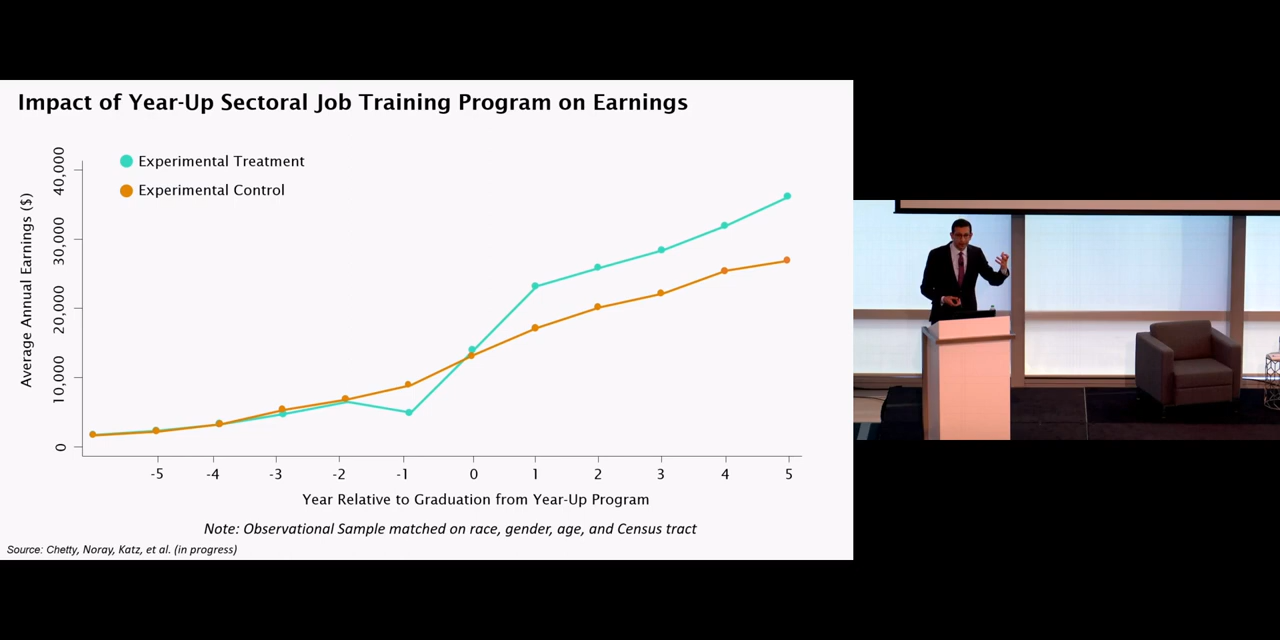 Impact of Year-Up Sectoral Job Training Program on Earnings
Experimental Treatment
Experimental Control
Average Annual Earnings ($)
40,000
30,000
20,000
10,000
0
-5 -4 -3 -2 -1 0 1 2 3 4 5
Year Relative to Graduation from Year-Up Program
Note: Observational Sample matched on race, gender, age, and Census tract
Source: Chetty, Noray, Katz, et al. (in progress)